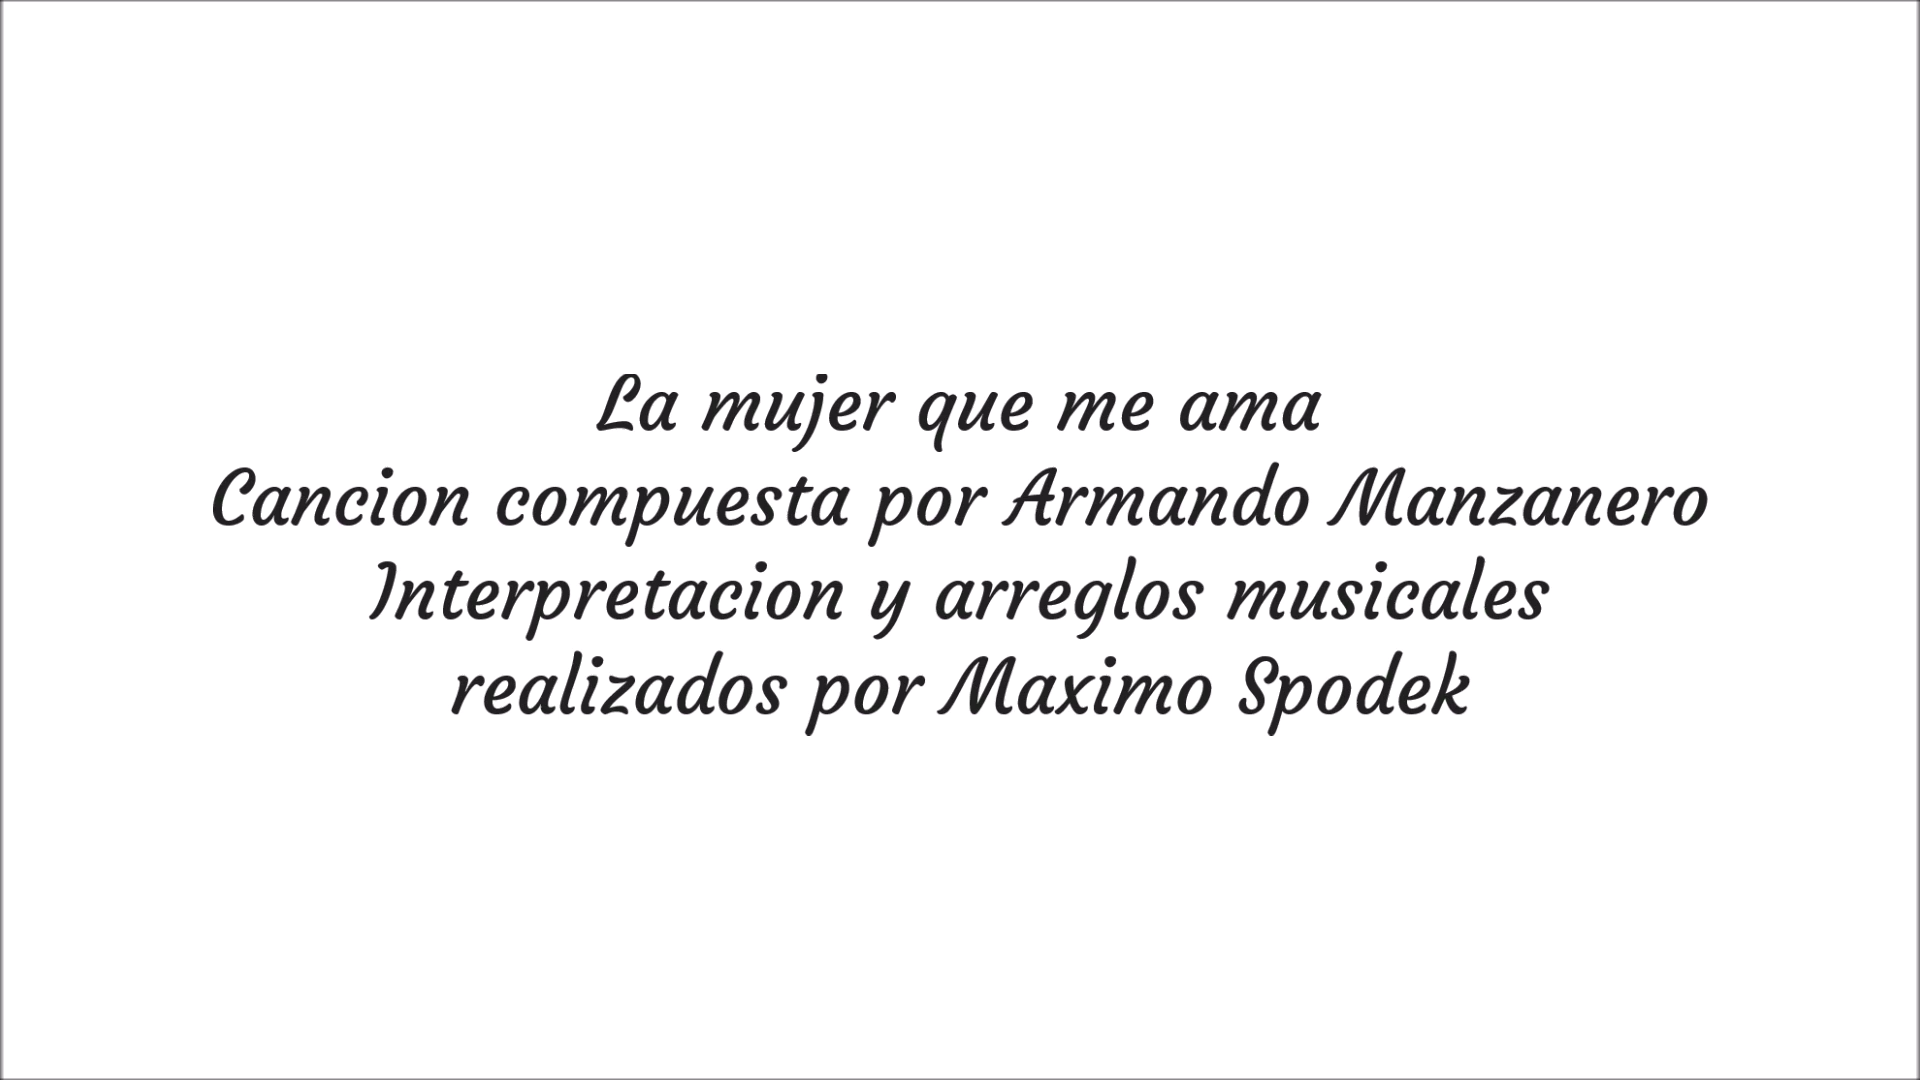 La mujer que me ama
Cancion compuesta por Armando Manzanero
Interpretacion y arreglos musicales
realizados por Maximo Spodek